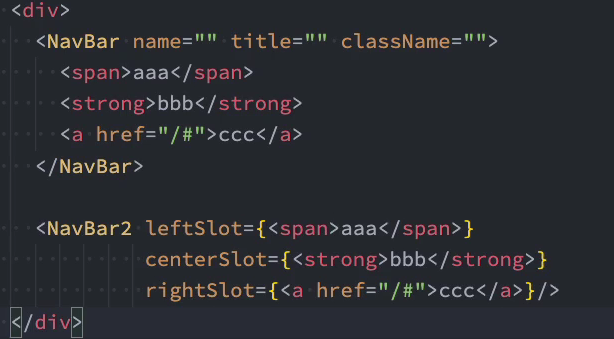 <div>
<NavBar name="" title="" className="">
<span>aaa</span>
<strong>bbb</strong>
<a href="/#">ccc</a>
</NavBar>
<NavBar2 leftSlot={<span>aaa</span>}
centerSlot={<strong>bbb</strong>}
rightSlot={<a href="/#">ccc</a>}/>
</div>